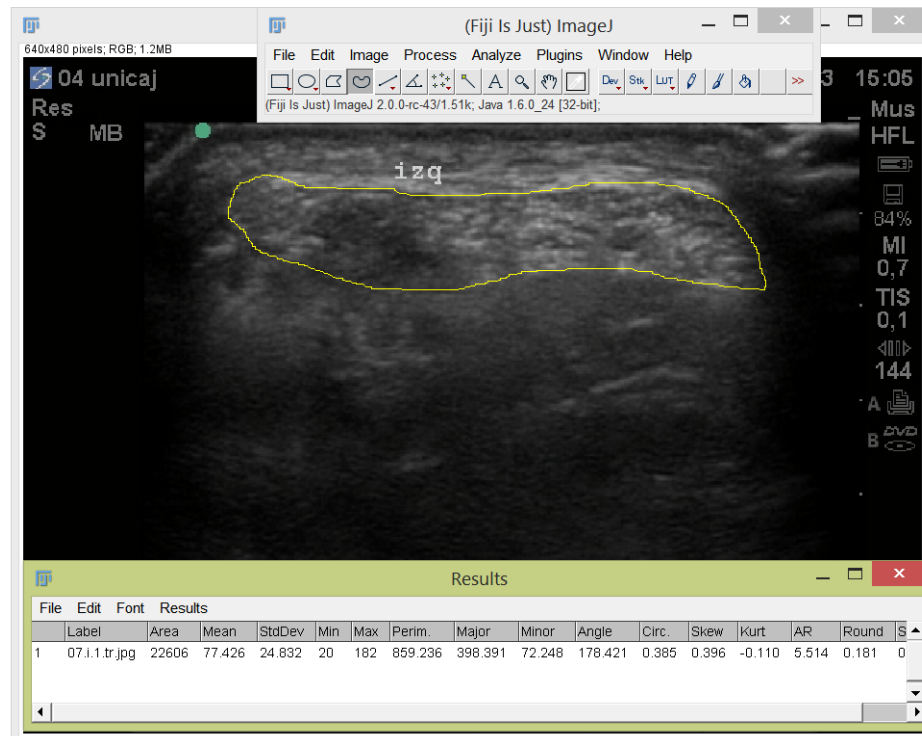 (Fiji Is Just) ImageJ
640x480 pixels; RGB; 1.2MB
File Edit Image Process Analyze Plugins Window Help
A Dev Stk LUT >>
(Fiji Is Just) ImageJ 2.0.0-rc-43/1.51k; Java 1.6.0_24 [32-bit];
04 unicaj 3 15:05
Res Mus
S MB HFL
izq
84%
MI
0,7
TIS
0,1
144
A
B DVD
Results
File Edit Font Results
Label Area Mean StdDev Min Max Perim. Major Minor Angle Circ. Skew Kurt AR Round S
1 07.i.1.tr.jpg 22606 77.426 24.832 20 182 859.236 398.391 72.248 178.421 0.385 0.396 -0.110 5.514 0.181 0